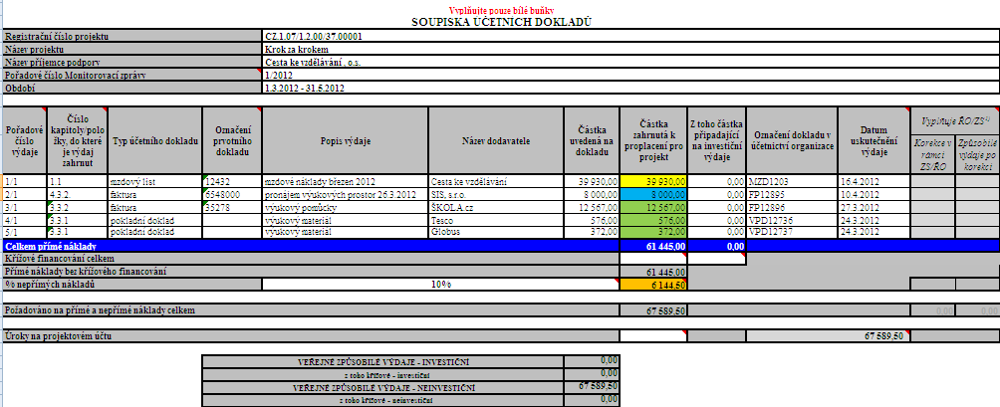 Vyplňujte pouze bílé buňky
SOUPISKA ÚČETNÍCH DOKLADŮ
Registrační číslo projektu CZ.1.07/1.2.00/37.00001
Název projektu Krok za krokem
Název příjemce podpory Cesta ke vzdělávání , o.s.
Pořadové číslo Monitorovací zprávy 1/2012
Období 1.3.2012 - 31.5.2012
Pořadové číslo výdaje Číslo kapitoly/polo žky, do které je výdaj zahrnut Typ účetního dokladu Označení prvotního dokladu Popis výdaje Název dodavatele Částka uvedená na dokladu Částka zahrnutá k proplacení pro projekt Z toho částka připadající na investiční výdaje Označení dokladu v účetnictví organizace Datum uskutečnění výdaje Vyplňuje ŘO/ZS Korekce v rámci ZS/ŘO Způsobilé výdaje po korekci
1/1 1.1 mzdový list 12432 mzdové náklady březen 2012 Cesta ke vzdělávání 39 930,00 39 930,00 0,00 MZD1203 16.4.2012
2/1 4.3.2 faktura 6548000 pronájem výukových prostor 26.3.2012 SIS, s.r.o. 8 000,00 8 000,00 0,00 FP12895 10.4.2012
3/1 3.3.2 faktura 35278 výukový pomůcky ŠKOLA.cz 12 567,00 12 567,00 0,00 FP12896 27.3.2012
4/1 3.3.1 pokladní doklad výukový materiál Tesco 576,00 576,00 0,00 VPD12736 24.3.2012
5/1 3.3.1 pokladní doklad výukový materiál Globus 372,00 372,00 0,00 VPD12737 24.3.2012
Celkem přímé náklady 61 445,00 0,00
Křížové financování celkem
Přímé náklady bez křížového financování 61 445,00
% nepřímých nákladů 10% 6 144,50
Požadováno na přímé a nepřímé náklady celkem 67 589,50 0,00 0,00
Úroky na projektovém účtu 67 589,50
VEŘEJNÉ ZPŮSOBILÉ VÝDAJE - INVESTIČNÍ 0,00
z toho křížové - investiční 0,00
VEŘEJNÉ ZPŮSOBILÉ VÝDAJE - NEINVESTIČNÍ 67 589,50
z toho křížové - neinvestiční 0,00